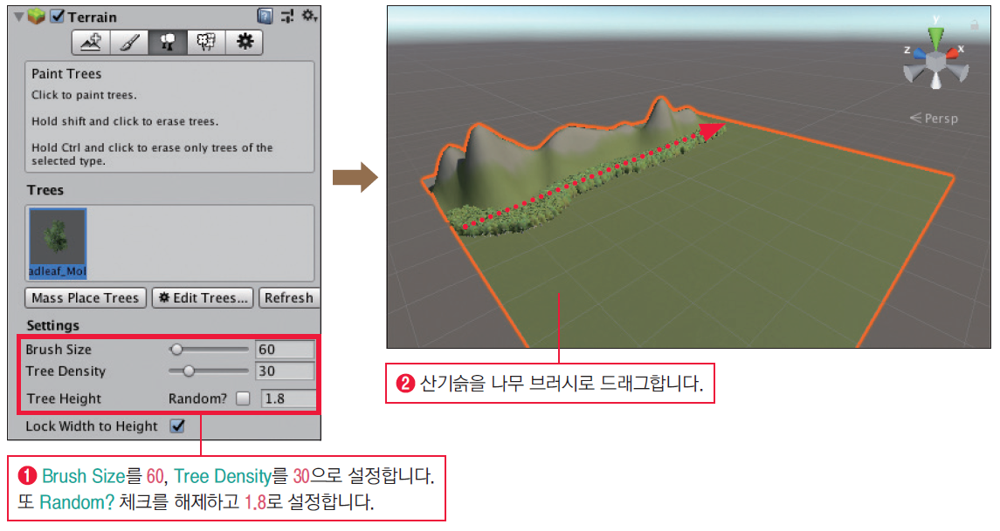 Terrain
Paint Trees
Click to paint trees.
Hold shift and click to erase trees.
Hold Ctrl and click to erase only trees of the
selected type.
Trees
adleaf_Mol
Mass Place Trees
Edit Trees...
Refresh
Settings
Brush Size 60
Tree Density 30
Tree Height Random? 1.8
Lock Width to Height
❶ Brush Size를 60, Tree Density를 30으로 설정합니다.
또 Random? 체크를 해제하고 1.8로 설정합니다.
y
z
x
Persp
❷ 산기슭을 나무 브러시로 드래그합니다.